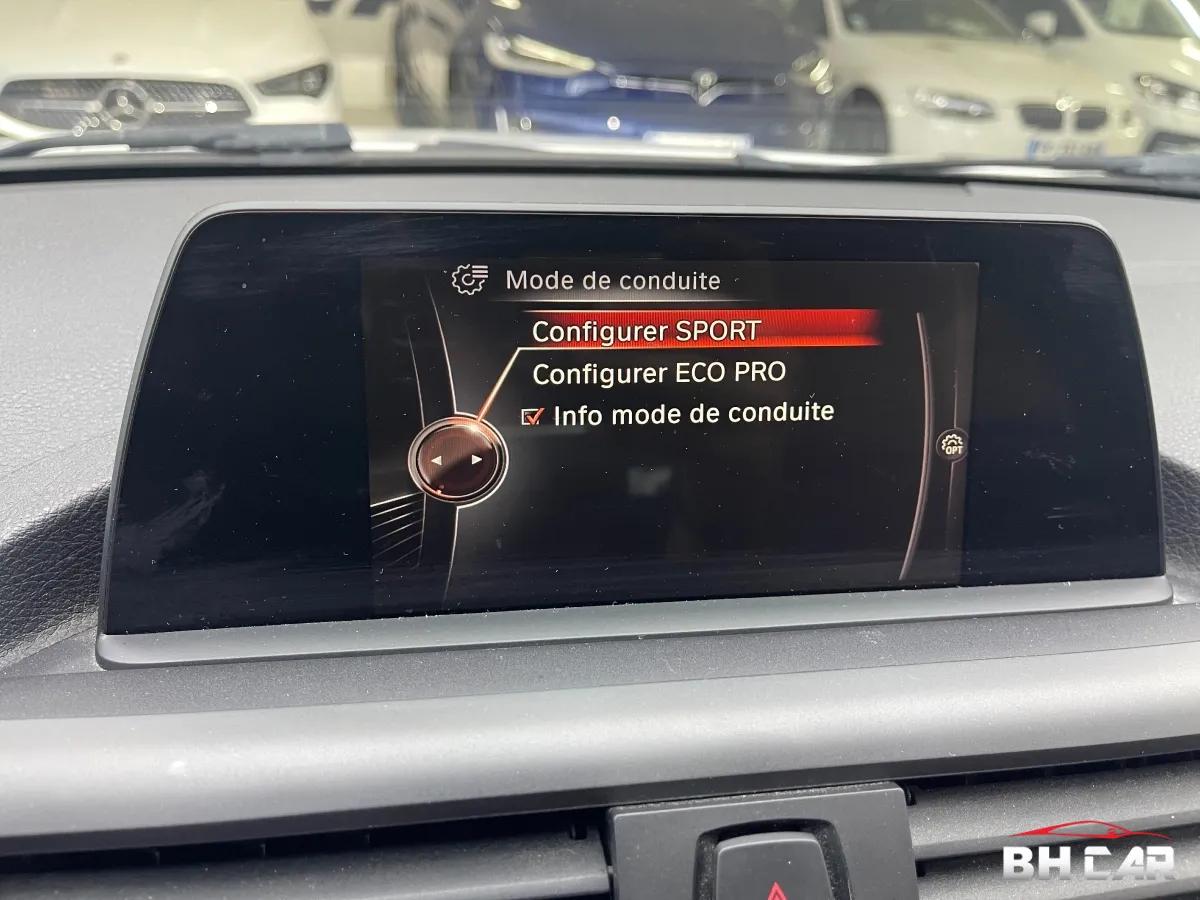 Mode de conduite
Configurer SPORT
Configurer ECO PRO
Info mode de conduite
OPT
BH CAR